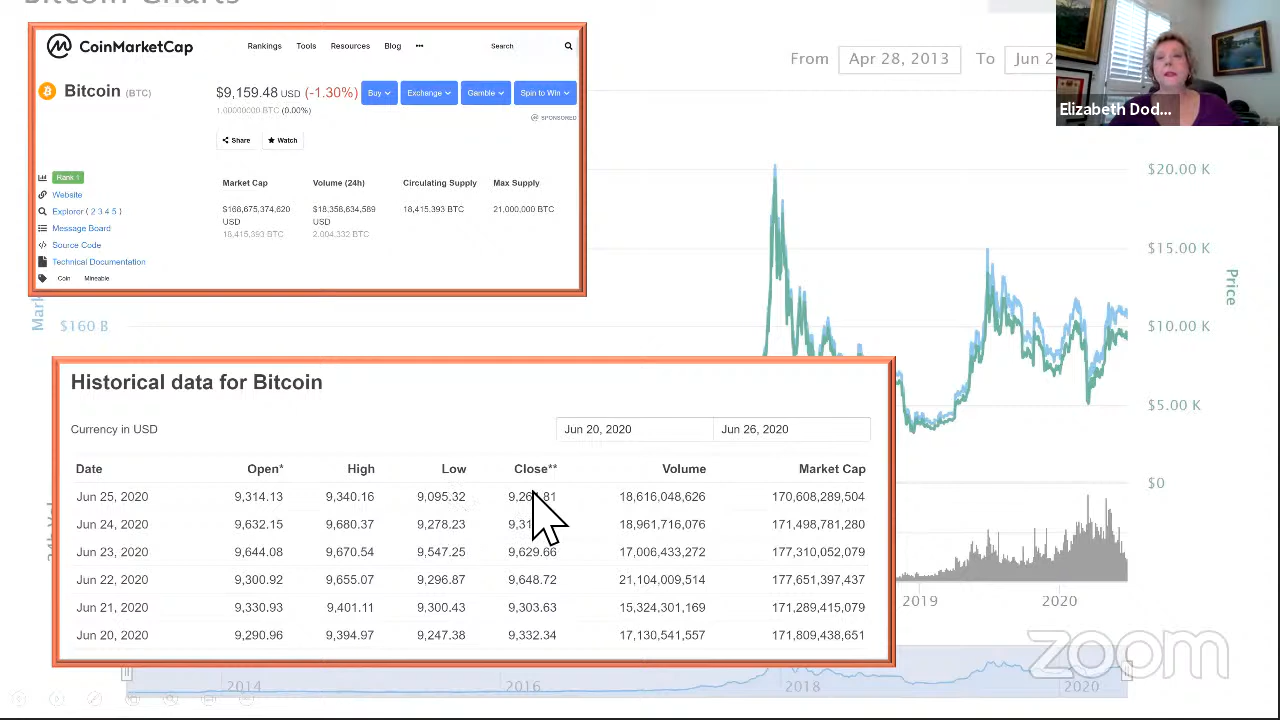 Bitcoin Charts
CoinMarketCap
Rankings Tools Resources Blog ••• Search
Bitcoin (BTC)
$9,159.48 USD (-1.30%)
Buy Exchange Gamble Spin to Win
1.00000000 BTC (0.00%)
SPONSORED
Share Watch
Rank 1
Website
Explorer ( 2 3 4 5 )
Message Board
Source Code
Technical Documentation
Coin Mineable
Market Cap Volume (24h) Circulating Supply Max Supply
$168,675,374,620 $18,358,634,589 18,415,393 BTC 21,000,000 BTC
USD USD
18,415,393 BTC 2,004,332 BTC
From Apr 28, 2013 To Jun 2
Elizabeth Dod...
$20.00 K
$15.00 K
Price
Mark
$160 B
$10.00 K
$5.00 K
$0
Historical data for Bitcoin
Currency in USD Jun 20, 2020 Jun 26, 2020
Date Open* High Low Close** Volume Market Cap
Jun 25, 2020 9,314.13 9,340.16 9,095.32 18,616,048,626 170,608,289,504
Jun 24, 2020 9,632.15 9,680.37 9,278.23 18,961,716,076 171,498,781,280
Jun 23, 2020 9,644.08 9,670.54 9,547.25 9,629.66 17,006,433,272 177,310,052,079
Jun 22, 2020 9,300.92 9,655.07 9,296.87 9,648.72 21,104,009,514 177,651,397,437
Jun 21, 2020 9,330.93 9,401.11 9,300.43 9,303.63 15,324,301,169 171,289,415,079
Jun 20, 2020 9,290.96 9,394.97 9,247.38 9,332.34 17,130,541,557 171,809,438,651
24h Vol
2019 2020
zoom
2014 2016 2018 2020